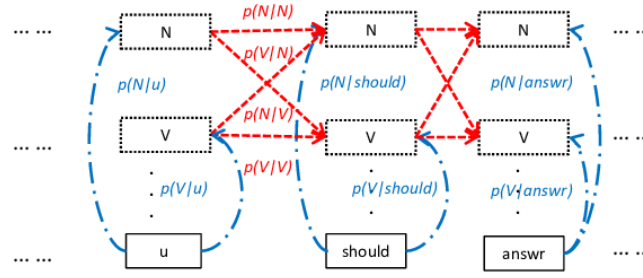 p(N|N)
... ... N N N ... ...
p(V|N)
p(N|u) p(N|should) p(N|answr)
p(N|V)
... ... V V V ... ...
p(V|V)
p(V|u) p(V|should) p(V|answr)
... ... u should answr ... ...